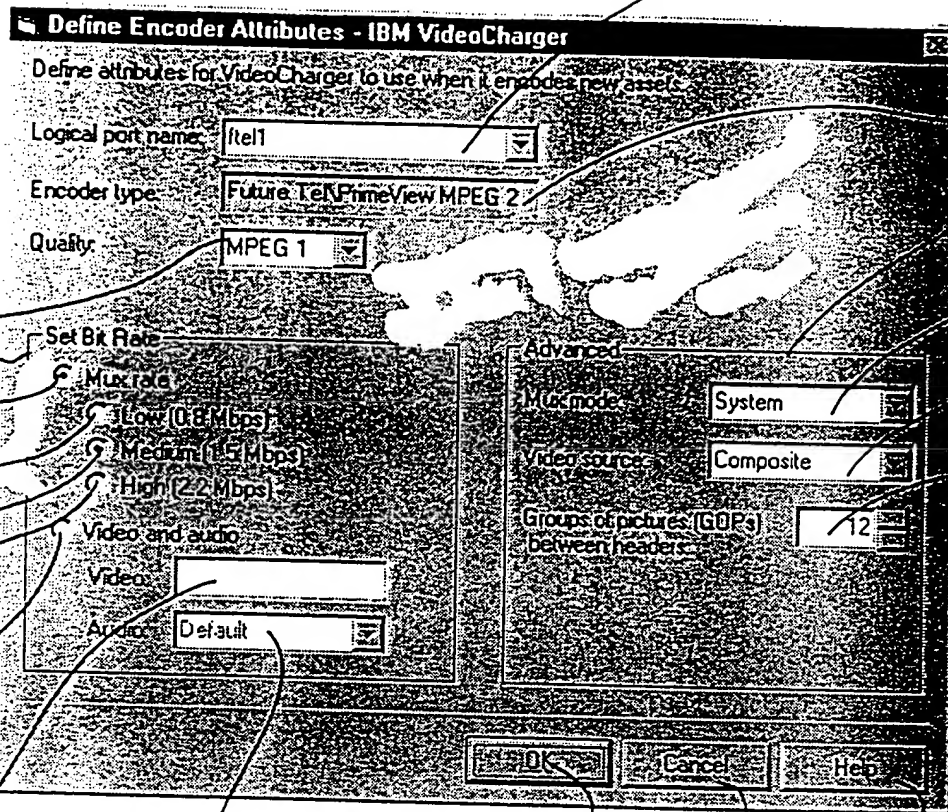 Define Encoder Attributes - IBM VideoCharger
Define attributes for VideoCharger to use when it encodes new assets.
Logical port name: ftel1
Encoder type: Future Tel\PrimeView MPEG 2
Quality: MPEG 1
Set Bit Rate
Mux rate
Low (0.8 Mbps)
Medium (1.5 Mbps)
High (2.2 Mbps)
Video and audio
Video:
Audio: Default
Advanced
Mux mode: System
Video source: Composite
Groups of pictures (GOPs) 12
between headers:
OK Cancel Help